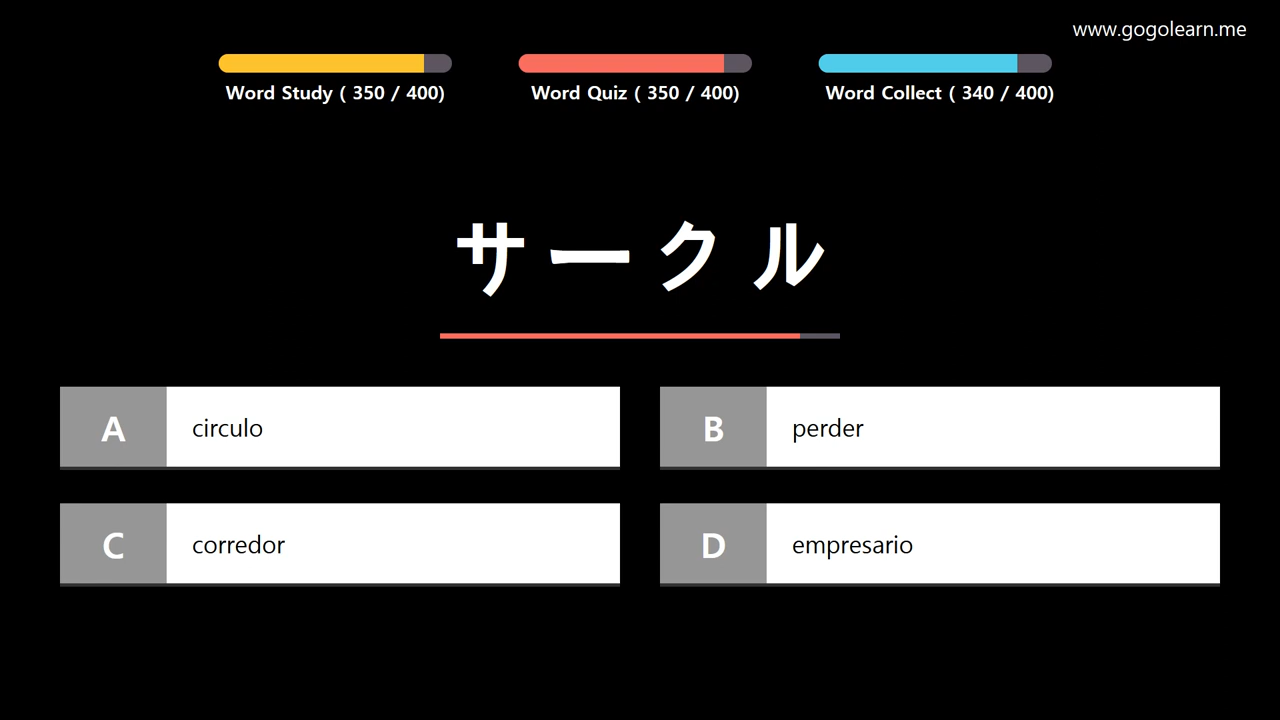 www.gogolearn.me
Word Study ( 350 / 400)
Word Quiz ( 350 / 400)
Word Collect ( 340 / 400)
サークル
A circulo
B perder
C corredor
D empresario